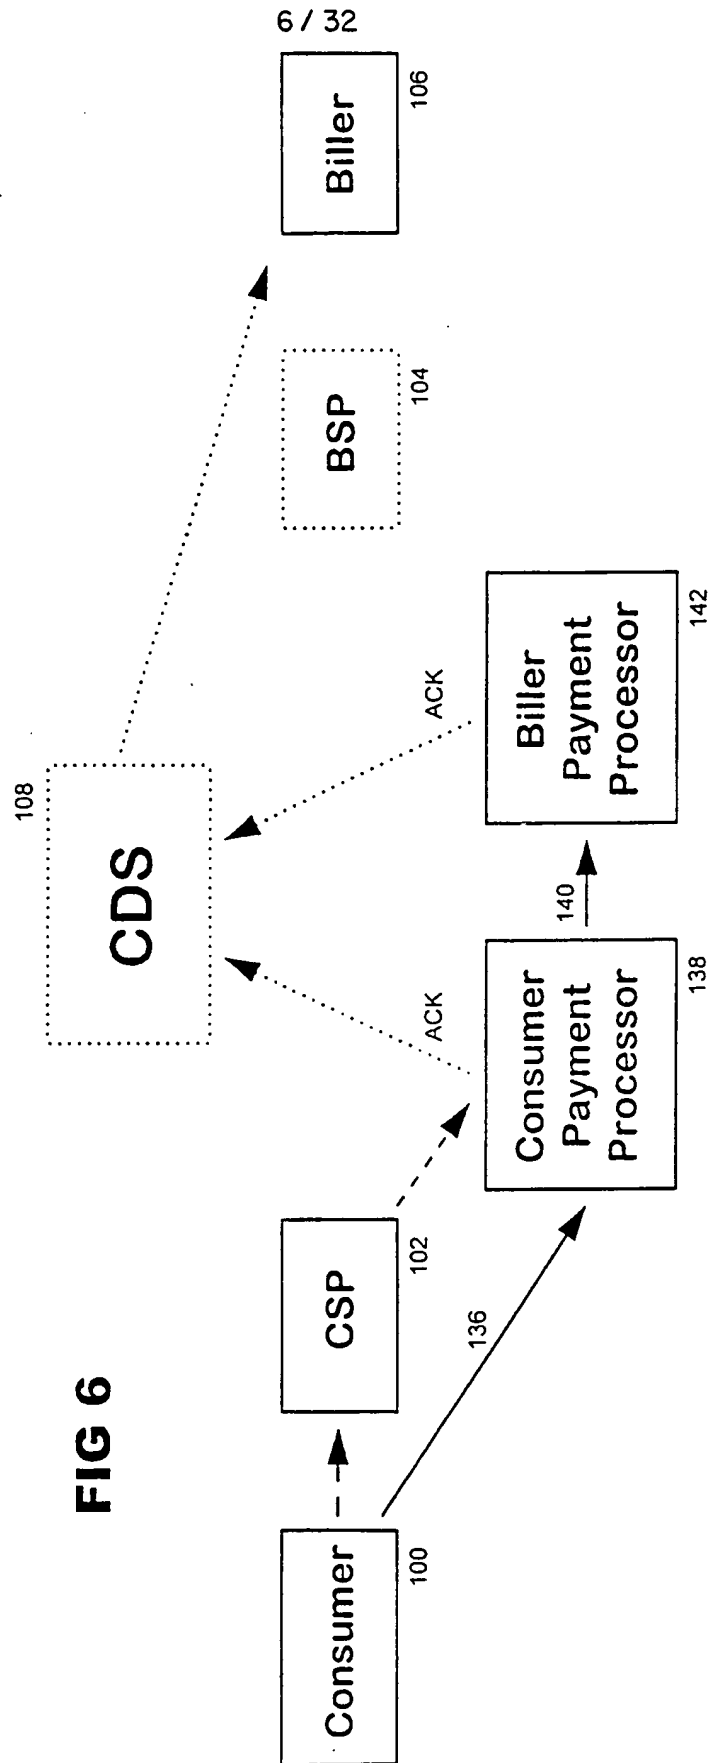 6 / 32
FIG 6
108
CDS
Consumer
100
CSP
102
BSP
104
Biller
106
136
ACK
ACK
Consumer
Payment
Processor
138
140
Biller
Payment
Processor
142